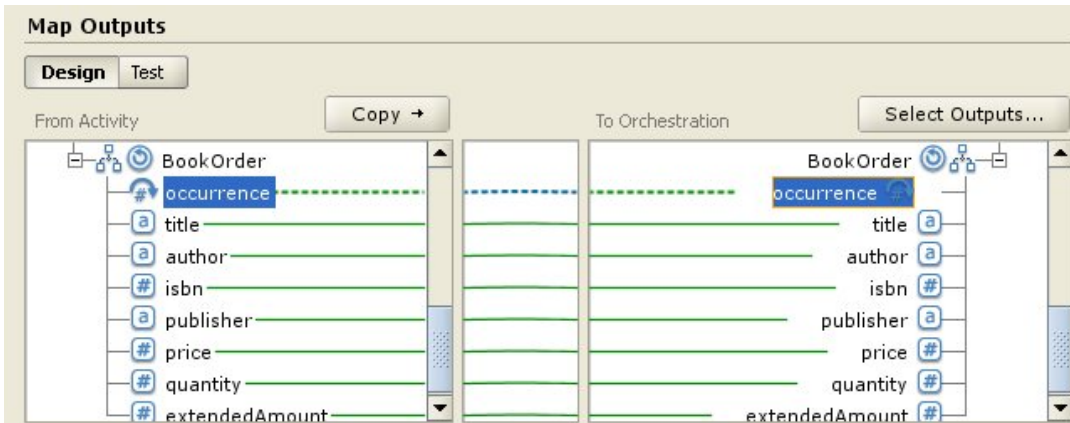 Map Outputs
Design Test
From Activity Copy → To Orchestration Select Outputs...
BookOrder BookOrder
# occurrence occurrence #
a title title a
a author author a
# isbn isbn #
a publisher publisher a
# price price #
# quantity quantity #
# extendedAmount extendedAmount #